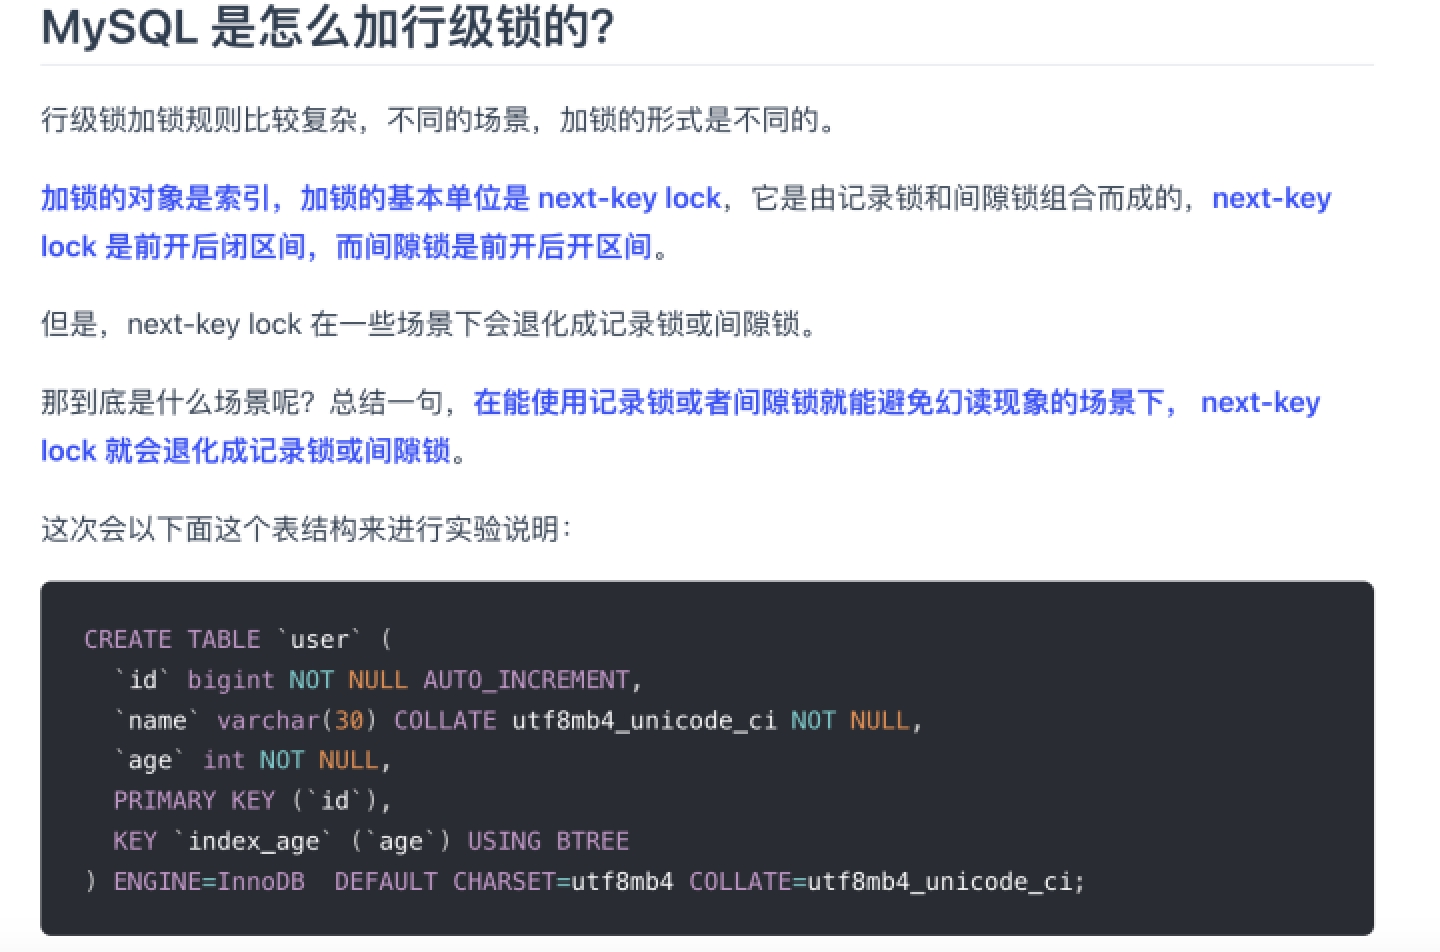 MySQL 是怎么加行级锁的？
行级锁加锁规则比较复杂，不同的场景，加锁的形式是不同的。
加锁的对象是索引，加锁的基本单位是 next-key lock，它是由记录锁和间隙锁组合而成的，next-key
lock 是前开后闭区间，而间隙锁是前开后开区间。
但是，next-key lock 在一些场景下会退化成记录锁或间隙锁。
那到底是什么场景呢？总结一句，在能使用记录锁或者间隙锁就能避免幻读现象的场景下， next-key
lock 就会退化成记录锁或间隙锁。
这次会以下面这个表结构来进行实验说明：
CREATE TABLE `user` (
  `id` bigint NOT NULL AUTO_INCREMENT,
  `name` varchar(30) COLLATE utf8mb4_unicode_ci NOT NULL,
  `age` int NOT NULL,
  PRIMARY KEY (`id`),
  KEY `index_age` (`age`) USING BTREE
) ENGINE=InnoDB  DEFAULT CHARSET=utf8mb4 COLLATE=utf8mb4_unicode_ci;